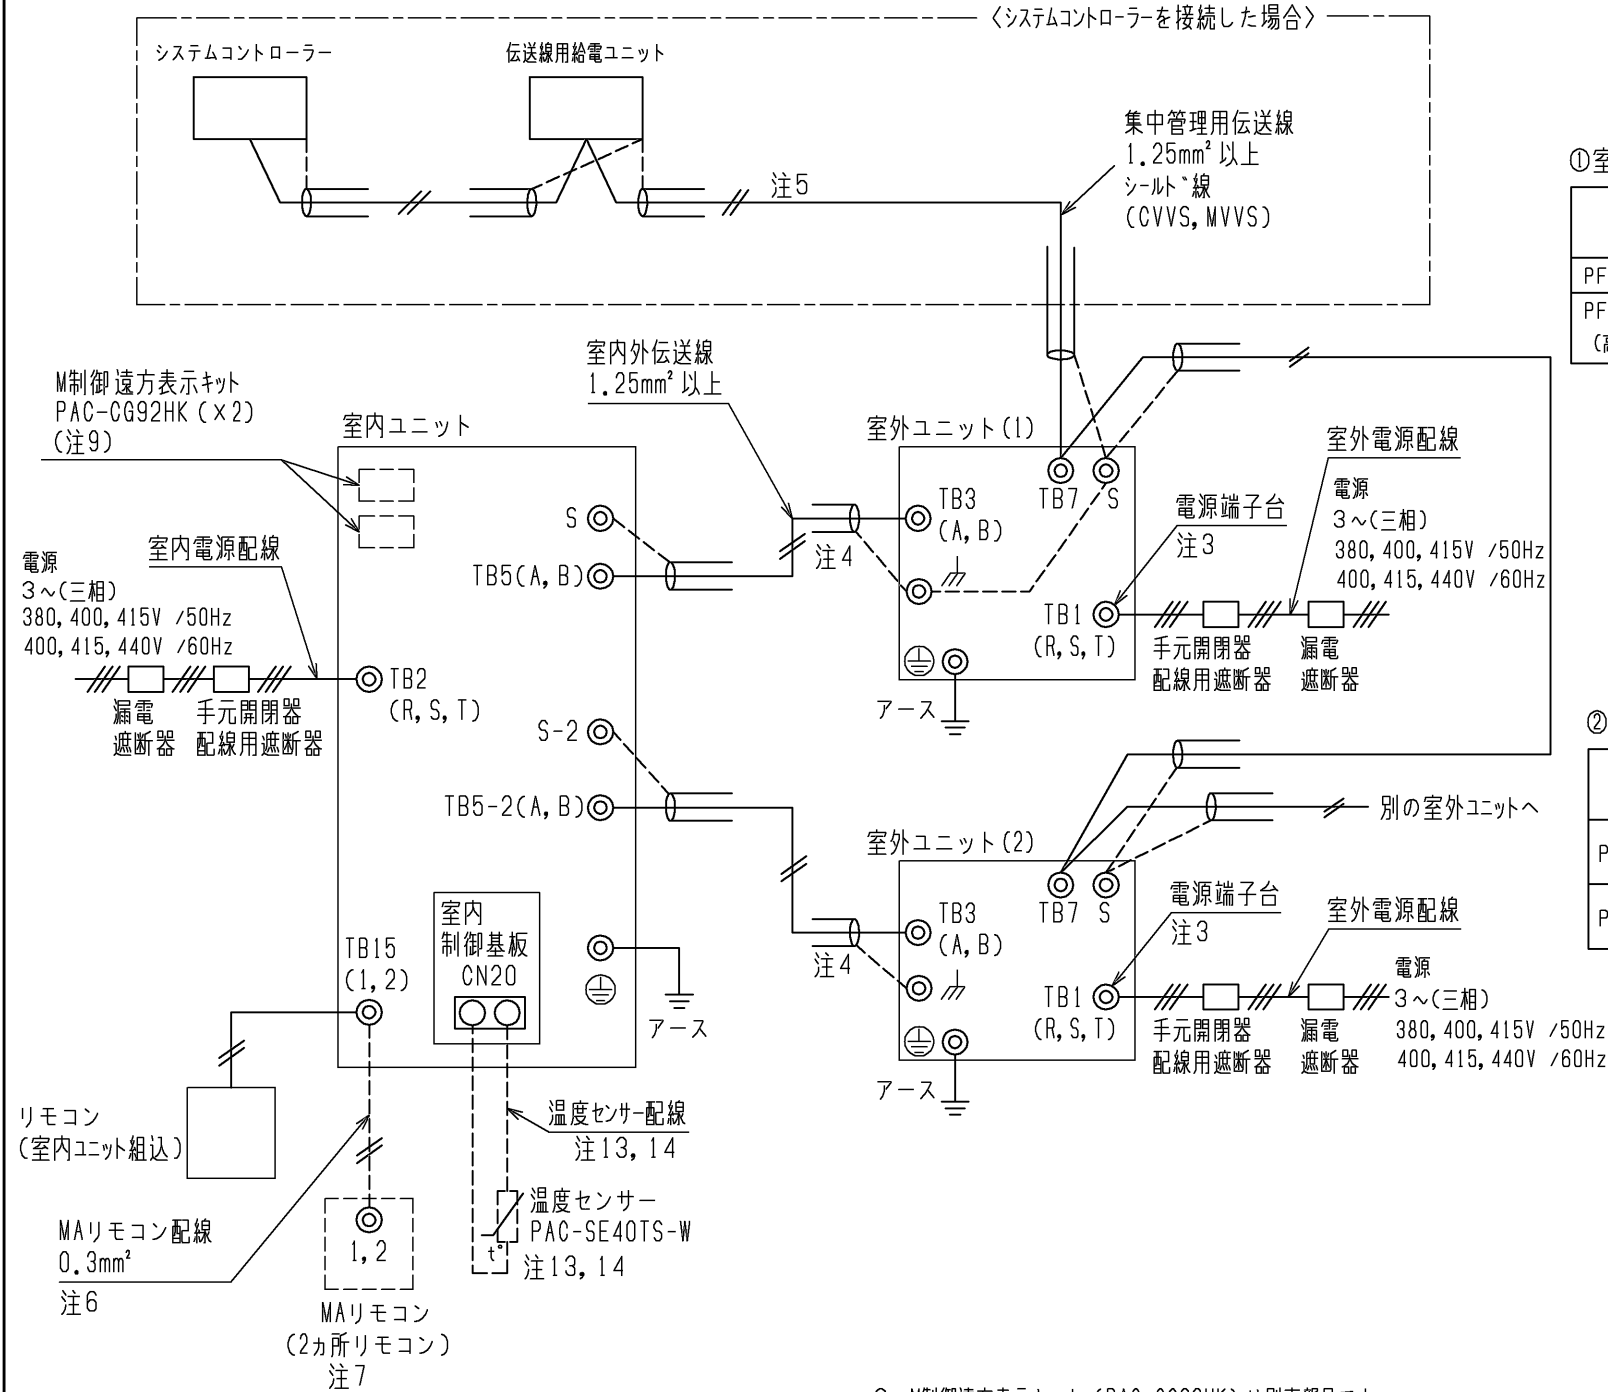 〈システムコントローラーを接続した場合〉
システムコントローラー
伝送線用給電ユニット
集中管理用伝送線
1.25mm²以上
シールド線
(CVVS,MVVS)
注5
①室
PF
PF
(高
室内外伝送線
1.25mm²以上
M制御遠方表示キット
PAC-CG92HK(×2)
(注9)
室内ユニット
室外ユニット(1)
室外電源配線
電源
3～(三相)
380,400,415V /50Hz
400,415,440V /60Hz
TB7
S
TB3
(A,B)
電源端子台
注3
S
注4
TB5(A,B)
室内電源配線
電源
3～(三相)
380,400,415V /50Hz
400,415,440V /60Hz
TB1
(R,S,T)
手元開閉器
配線用遮断器
漏電
遮断器
TB2
(R,S,T)
漏電
遮断器
手元開閉器
配線用遮断器
アース
S-2
②
TB5-2(A,B)
別の室外ユニットへ
室外ユニット(2)
P
P
TB7
S
TB3
(A,B)
電源端子台
注3
室外電源配線
注4
電源
3～(三相)
380,400,415V /50Hz
400,415,440V /60Hz
TB1
(R,S,T)
手元開閉器
配線用遮断器
漏電
遮断器
アース
室内
制御基板
CN20
TB15
(1,2)
アース
リモコン
(室内ユニット組込)
温度センサー配線
注13,14
温度センサー
PAC-SE40TS-W
注13,14
t°
MAリモコン配線
0.3mm²
注6
1,2
MAリモコン
(2ヵ所リモコン)
注7